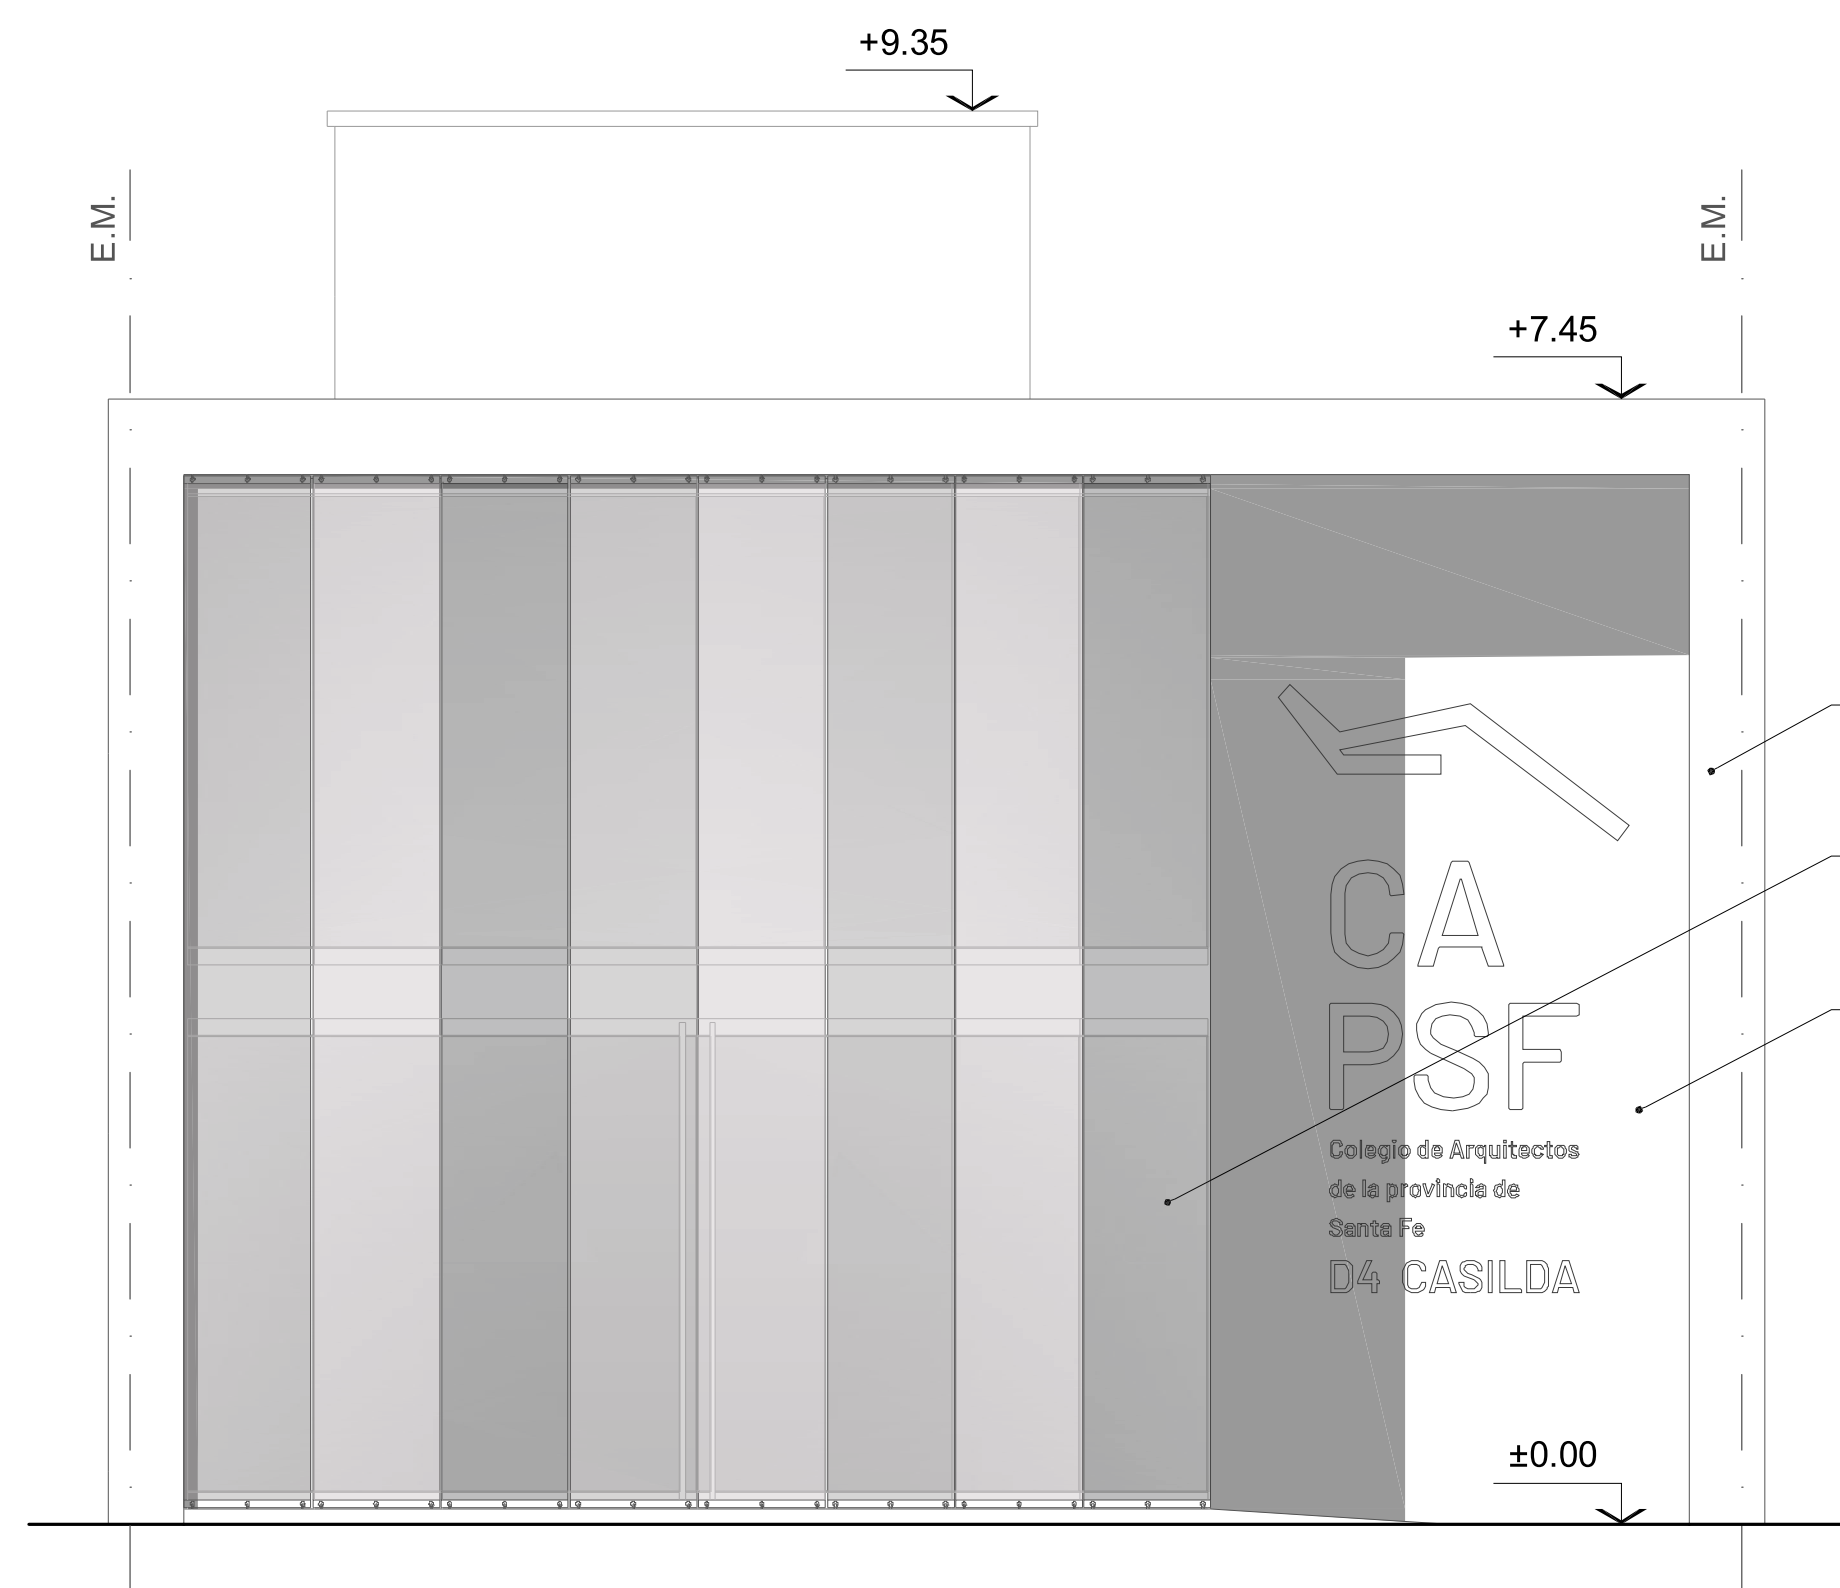 +9.35
E.M.
E.M.
+7.45
CA
PSF
Colegio de Arquitectos
de la provincia de
Santa Fe
D4 CASILDA
±0.00